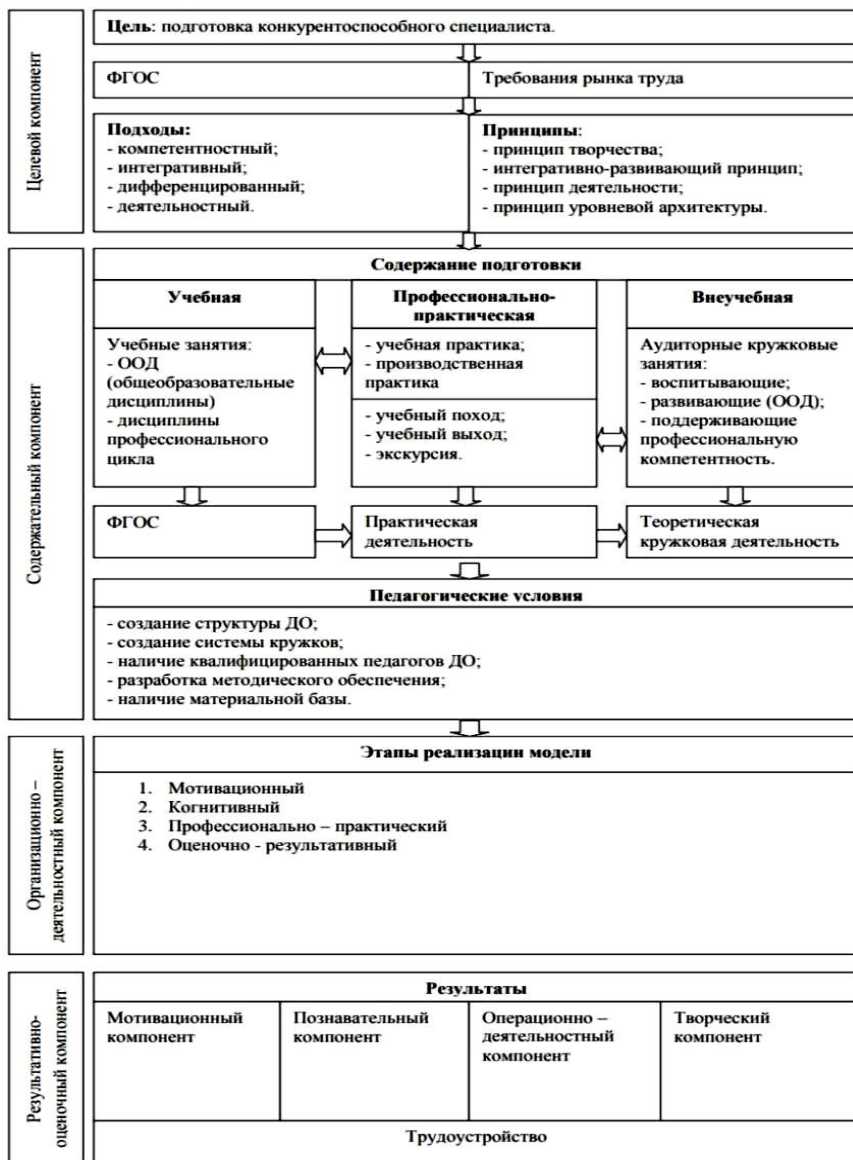 Целевой компонент
Цель: подготовка конкурентоспособного специалиста.
ФГОС
Требования рынка труда
Подходы:
- компетентностный;
- интегративный;
- дифференцированный;
- деятельностный.
Принципы:
- принцип творчества;
- интегративно-развивающий принцип;
- принцип деятельности;
- принцип уровневой архитектуры.
Содержательный компонент
Содержание подготовки
Учебная
Учебные занятия:
- ООД
(общеобразовательные
дисциплины)
- дисциплины
профессионального
цикла
Профессионально-
практическая
- учебная практика;
- производственная
практика
- учебный поход;
- учебный выход;
- экскурсия.
Внеучебная
Аудиторные кружковые
занятия:
- воспитывающие;
- развивающие (ООД);
- поддерживающие
профессиональную
компетентность.
ФГОС
Практическая
деятельность
Теоретическая
кружковая деятельность
Педагогические условия
- создание структуры ДО;
- создание системы кружков;
- наличие квалифицированных педагогов ДО;
- разработка методического обеспечения;
- наличие материальной базы.
Организационно –
деятельностный компонент
Этапы реализации модели
1. Мотивационный
2. Когнитивный
3. Профессионально – практический
4. Оценочно - результативный
Результативно-
оценочный компонент
Результаты
Мотивационный
компонент
Познавательный
компонент
Операционно –
деятельностный
компонент
Творческий
компонент
Трудоустройство